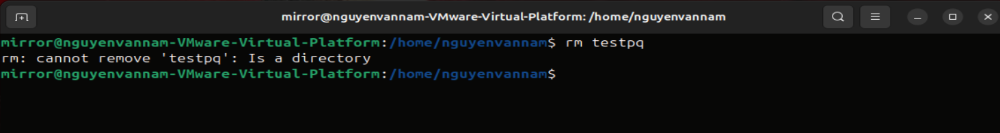 mirror@nguyenvannam-VMware-Virtual-Platform: /home/nguyenvannam
mirror@nguyenvannam-VMware-Virtual-Platform:/home/nguyenvannam$ rm testpq
rm: cannot remove 'testpq': Is a directory
mirror@nguyenvannam-VMware-Virtual-Platform:/home/nguyenvannam$